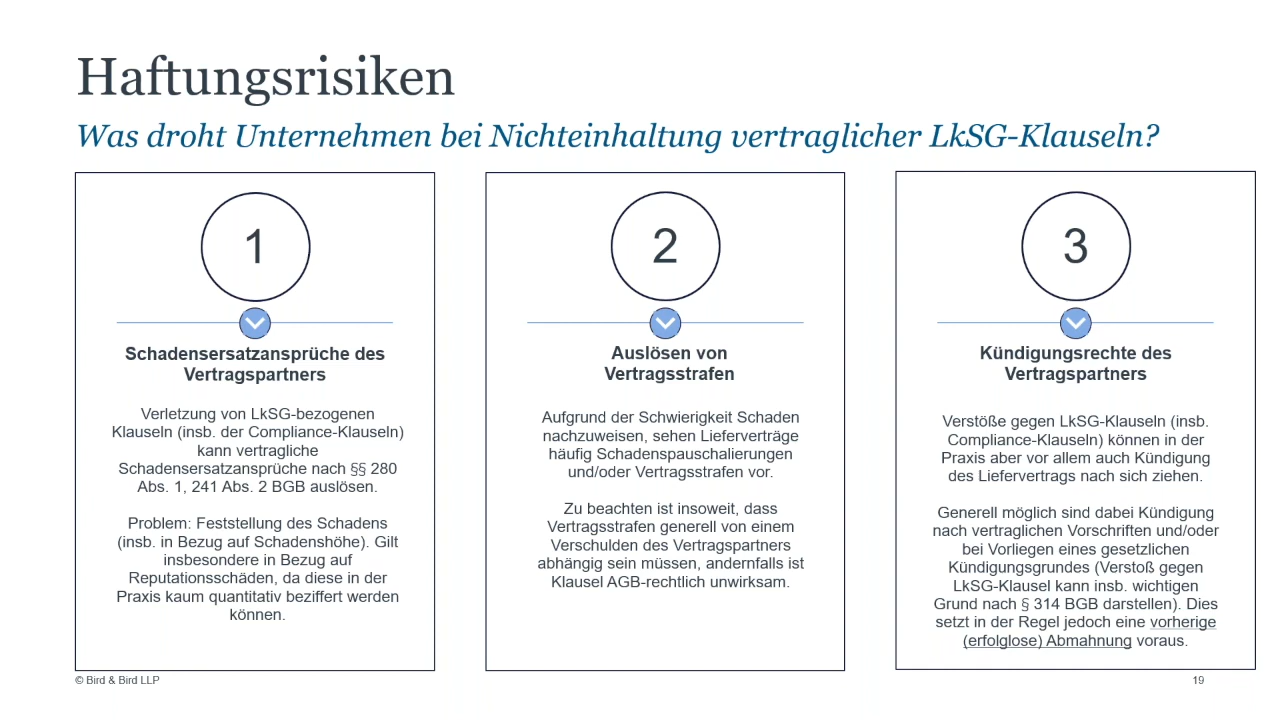 Haftungsrisiken
Was droht Unternehmen bei Nichteinhaltung vertraglicher LkSG-Klauseln?
1
Schadensersatzansprüche des
Vertragspartners
Verletzung von LkSG-bezogenen
Klauseln (insb. der Compliance-Klauseln)
kann vertragliche
Schadensersatzansprüche nach §§ 280
Abs. 1, 241 Abs. 2 BGB auslösen.
Problem: Feststellung des Schadens
(insb. in Bezug auf Schadenshöhe). Gilt
insbesondere in Bezug auf
Reputationsschäden, da diese in der
Praxis kaum quantitativ beziffert werden
können.
2
Auslösen von
Vertragsstrafen
Aufgrund der Schwierigkeit Schaden
nachzuweisen, sehen Lieferverträge
häufig Schadenspauschalierungen
und/oder Vertragsstrafen vor.
Zu beachten ist insoweit, dass
Vertragsstrafen generell von einem
Verschulden des Vertragspartners
abhängig sein müssen, andernfalls ist
Klausel AGB-rechtlich unwirksam.
3
Kündigungsrechte des
Vertragspartners
Verstöße gegen LkSG-Klauseln (insb.
Compliance-Klauseln) können in der
Praxis aber vor allem auch Kündigung
des Liefervertrags nach sich ziehen.
Generell möglich sind dabei Kündigung
nach vertraglichen Vorschriften und/oder
bei Vorliegen eines gesetzlichen
Kündigungsgrundes (Verstoß gegen
LkSG-Klausel kann insb. wichtigen
Grund nach § 314 BGB darstellen). Dies
setzt in der Regel jedoch eine vorherige
(erfolglose) Abmahnung voraus.
© Bird & Bird LLP
19